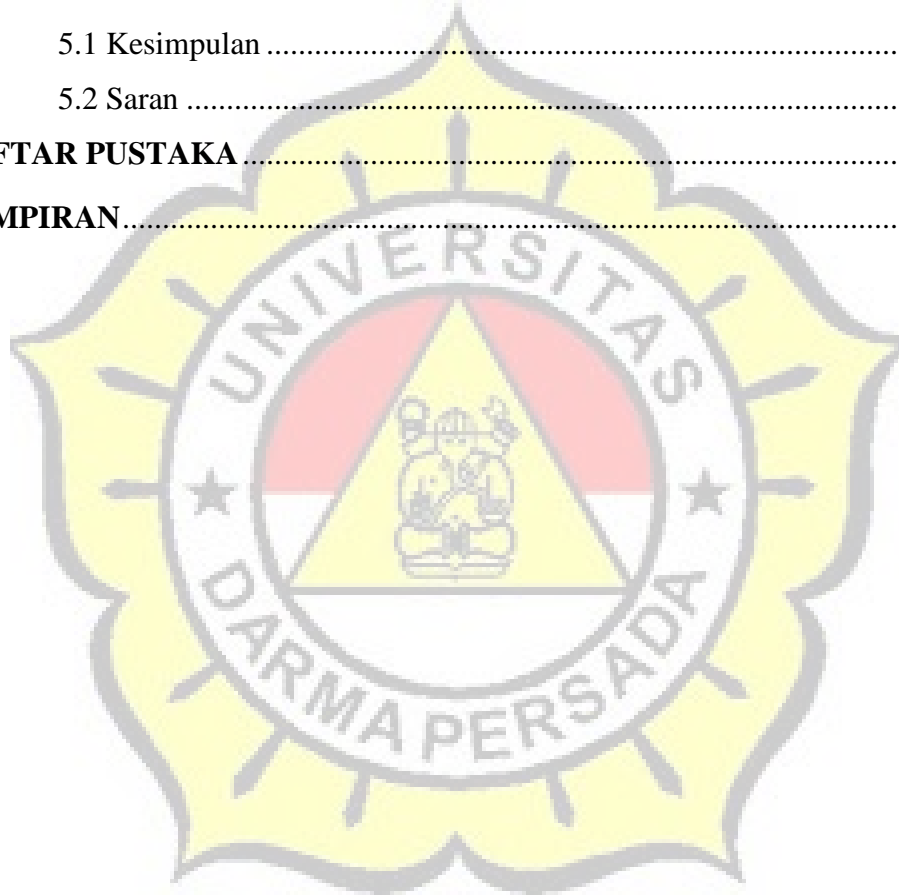 5.1 Kesimpulan ................................................................................
5.2 Saran ..........................................................................................
FTAR PUSTAKA ..................................................................................
MPIRAN .................................................................................................
UNIVERSITAS
DARMA PERSADA